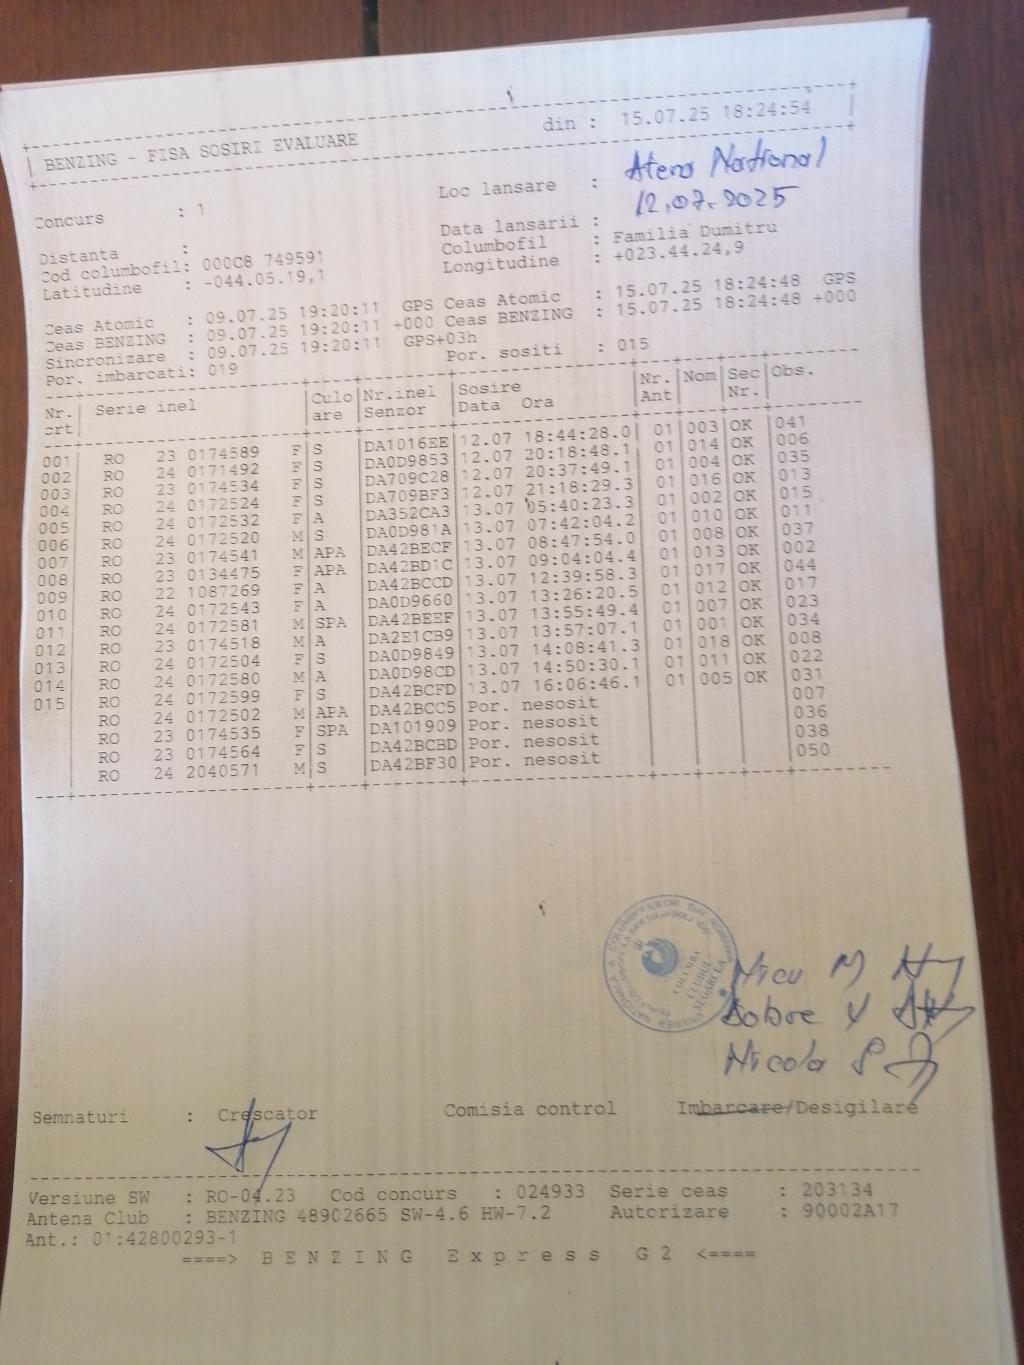 BENZING - FISA SOSIRI EVALUARE din : 15.07.25 18:24:54
Concurs : 1 Loc lansare : Atena National
Data lansarii : 12.07.2025
Distanta : Columbofil : Familia Dumitru
Cod columbofil: 000C8 749591 Longitudine : +023.44.24,9
Latitudine : -044.05.19,1
Ceas Atomic : 09.07.25 19:20:11 GPS Ceas Atomic : 15.07.25 18:24:48 GPS
Ceas BENZING : 09.07.25 19:20:11 +000 Ceas BENZING : 15.07.25 18:24:48 +000
Sincronizare : 09.07.25 19:20:11 GPS+03h
Por. imbarcati: 019 Por. sositi : 015
Nr. Serie inel Culo Nr.inel Sosire Nr. Nom Sec Obs.
crt are Senzor Data Ora Ant Nr.
001 RO 23 0174589 F S DA1016EE 12.07 18:44:28.0 01 003 OK 041
002 RO 24 0171492 F S DA0D9853 12.07 20:18:48.1 01 014 OK 006
003 RO 23 0174534 F S DA709C28 12.07 20:37:49.1 01 004 OK 035
004 RO 24 0172524 F S DA709BF3 12.07 21:18:29.3 01 016 OK 013
005 RO 24 0172532 F A DA352CA3 13.07 05:40:23.3 01 002 OK 015
006 RO 24 0172520 M S DA0D981A 13.07 07:42:04.2 01 010 OK 011
007 RO 23 0174541 M APA DA42BECF 13.07 08:47:54.0 01 008 OK 037
008 RO 23 0134475 F APA DA42BD1C 13.07 09:04:04.4 01 013 OK 002
009 RO 22 1087269 F A DA42BCCD 13.07 12:39:58.3 01 017 OK 044
010 RO 24 0172543 F A DA0D9660 13.07 13:26:20.5 01 012 OK 017
011 RO 24 0172581 M SPA DA42BEEF 13.07 13:55:49.4 01 007 OK 023
012 RO 23 0174518 M A DA2E1CB9 13.07 13:57:07.1 01 001 OK 034
013 RO 24 0172504 F S DA0D9849 13.07 14:08:41.3 01 018 OK 008
014 RO 24 0172580 M A DA0D98CD 13.07 14:50:30.1 01 011 OK 022
015 RO 24 0172599 F S DA42BCFD 13.07 16:06:46.1 01 005 OK 031
RO 24 0172502 M APA DA42BCC5 Por. nesosit 007
RO 23 0174535 F SPA DA101909 Por. nesosit 036
RO 23 0174564 F S DA42BCBD Por. nesosit 038
RO 24 2040571 M S DA42BF30 Por. nesosit 050
UNIUNEA NATIONALA A COLUMBOFILILOR DIN ROMANIA
COLUMBA
CLUBUL
SEGARCEA
Nicu M
Dobre
Nicola
Semnaturi : Crescator Comisia control Imbarcare/Desigilare
Versiune SW : RO-04.23 Cod concurs : 024933 Serie ceas : 203134
Antena Club : BENZING 48902665 SW-4.6 HW-7.2 Autorizare : 90002A17
Ant.: 01:42800293-1
====> B E N Z I N G E x p r e s s G 2 <====